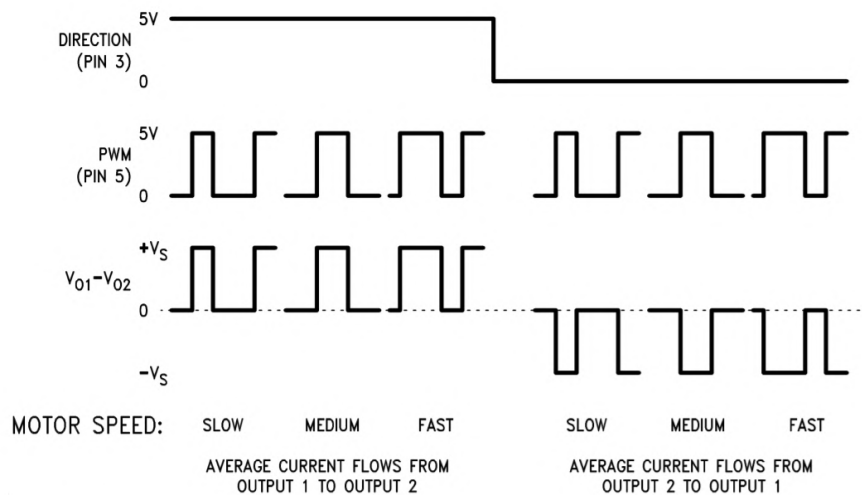 5V
DIRECTION
(PIN 3)
0
5V
PWM
(PIN 5)
0
+VS
VO1−VO2
0
−VS
MOTOR SPEED: SLOW MEDIUM FAST SLOW MEDIUM FAST
AVERAGE CURRENT FLOWS FROM
OUTPUT 1 TO OUTPUT 2
AVERAGE CURRENT FLOWS FROM
OUTPUT 2 TO OUTPUT 1